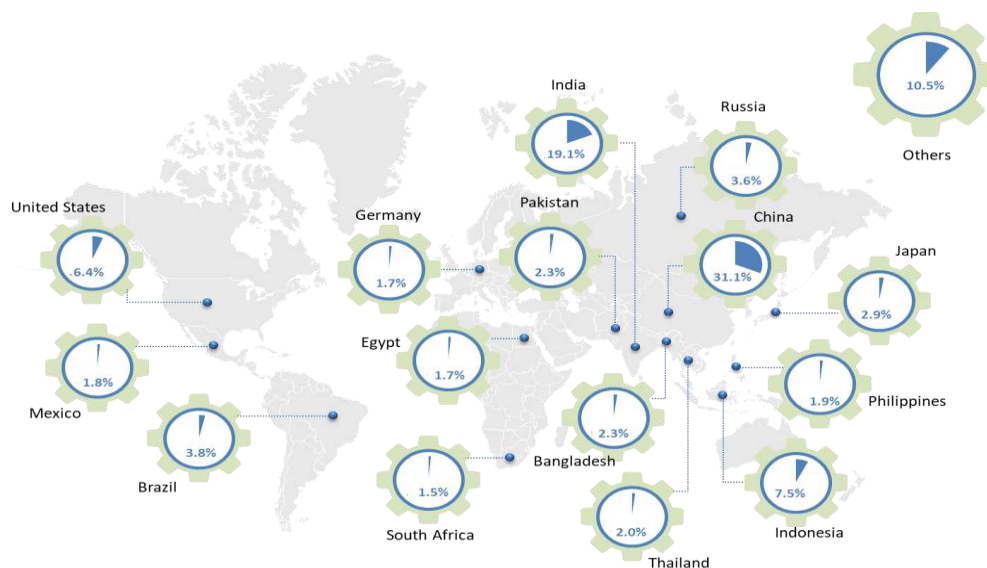 10.5%
Others
India
.19.1%
Russia
3.6%
United States
.6.4%
Germany
1.7%
Pakistan
2.3%
China
31.1%
Japan
2.9%
Mexico
1.8%
Egypt
1.7%
Philippines
1.9%
Brazil
3.8%
Bangladesh
2.3%
South Africa
1.5%
Thailand
2.0%
Indonesia
7.5%